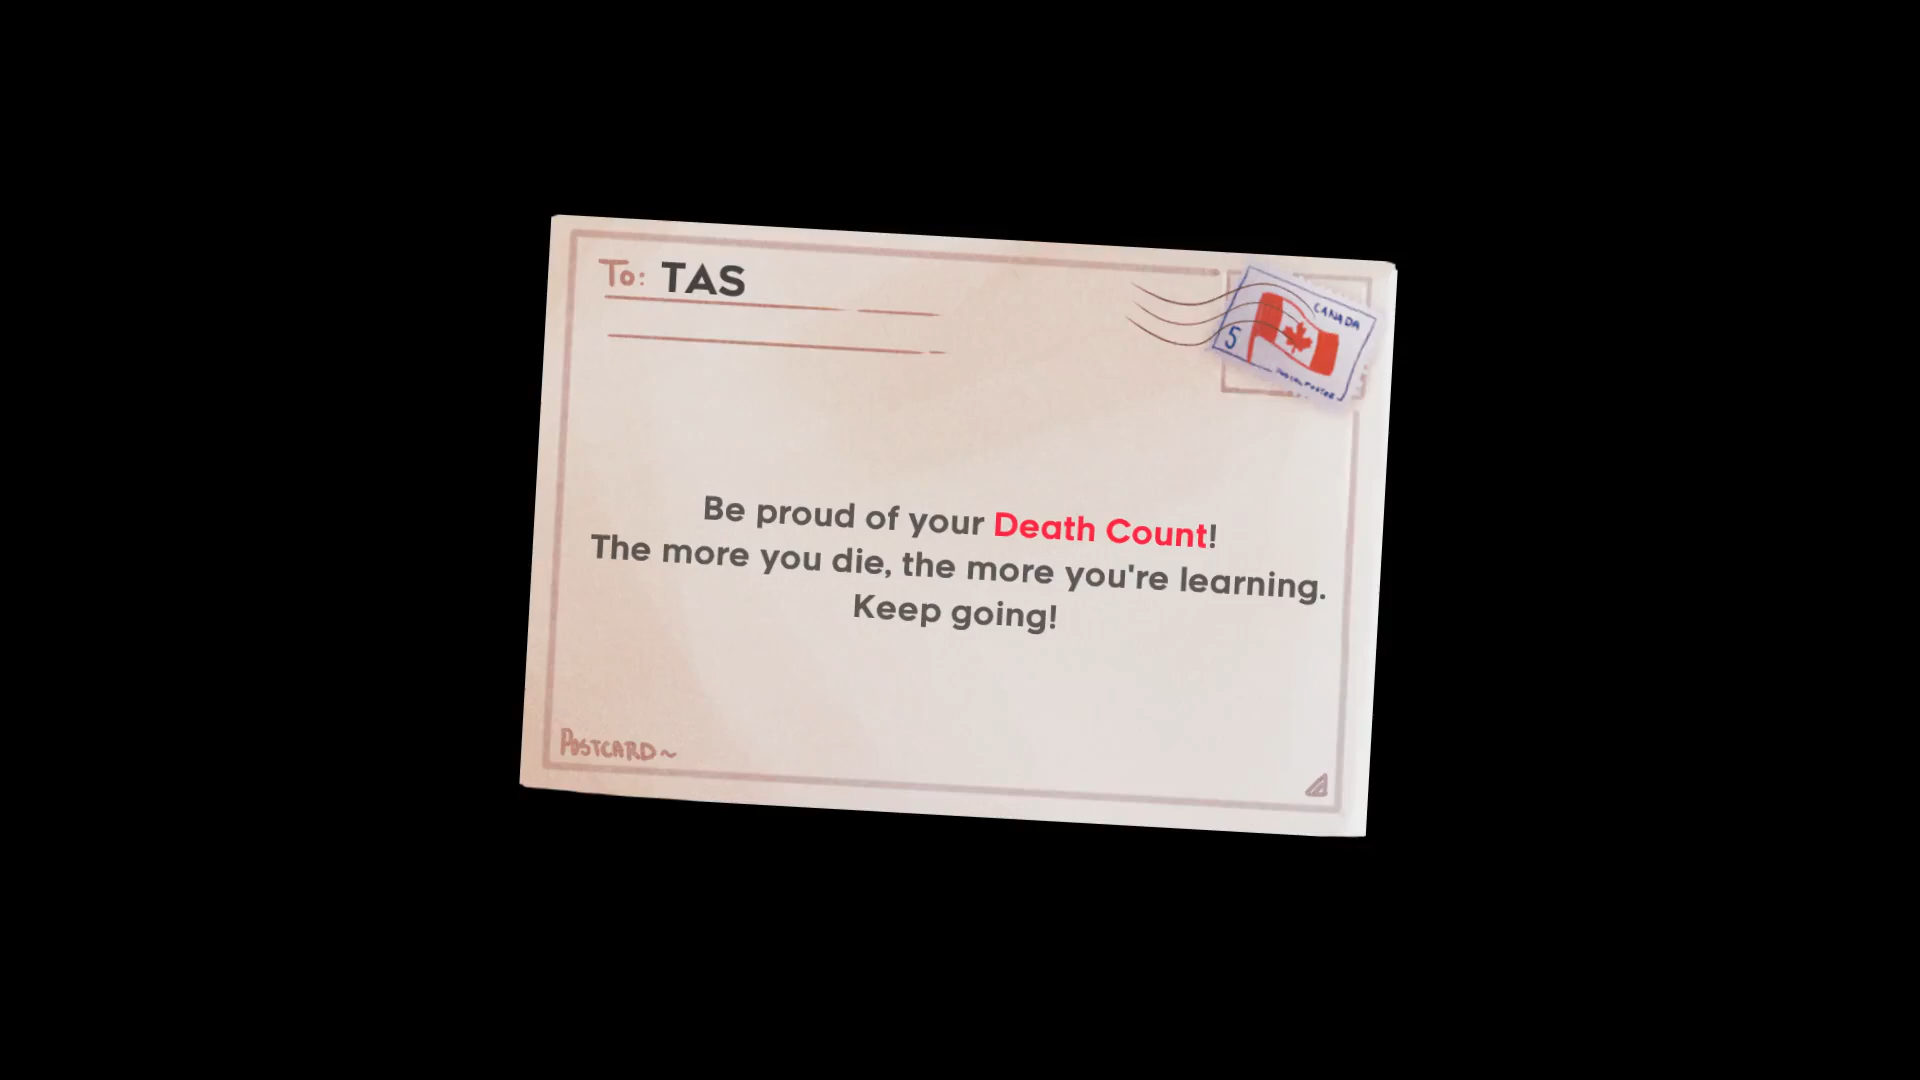 To: TAS
CANADA
5
Be proud of your Death Count!
The more you die, the more you're learning.
Keep going!
POSTCARD~